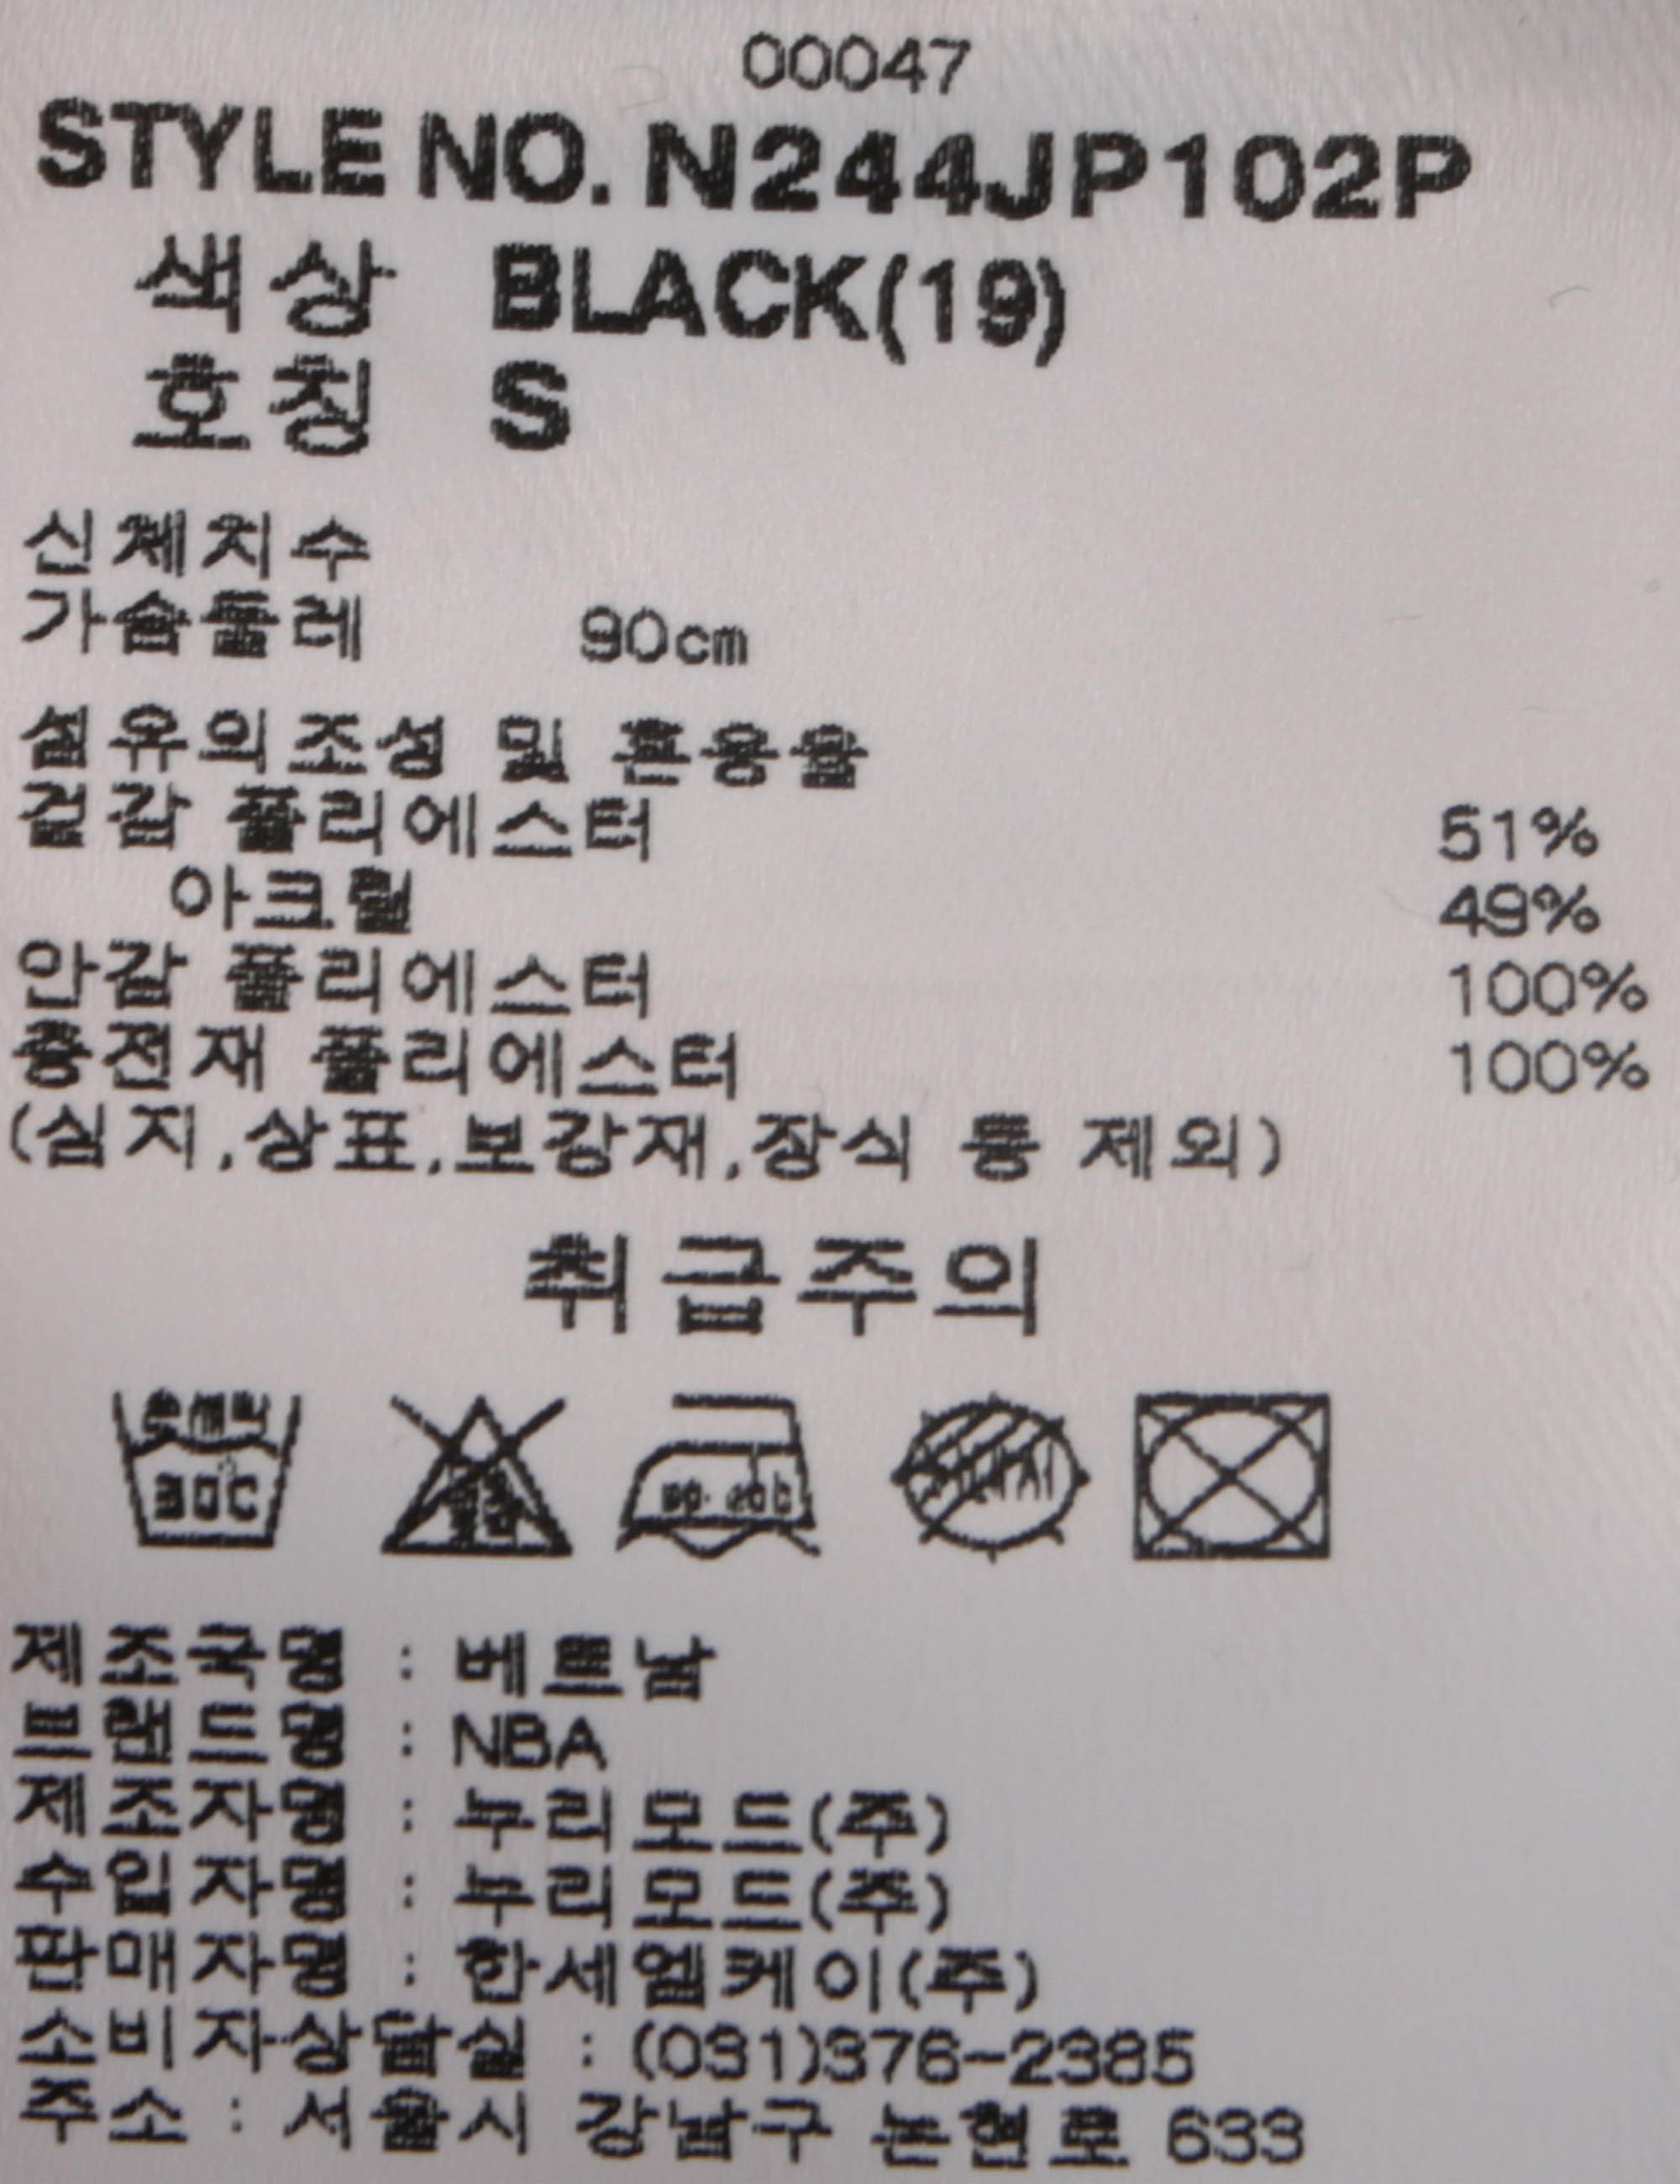 00047
STYLE NO. N244JP102P
색상 BLACK(19)
호칭 S
신체치수
가슴둘레 90cm
섬유의조성 및 혼용율
겉감 폴리에스터 51%
아크릴 49%
안감 폴리에스터 100%
충전재 폴리에스터 100%
(심지,상표,보강재,장식 등 제외)
취급주의
30C
제조국명 : 베트남
브랜드명 : NBA
제조자명 : 누리모드(주)
수입자명 : 누리모드(주)
판매자명 : 한세엠케이(주)
소비자상담실 : (031)376-2385
주소 : 서울시 강남구 논현로 633